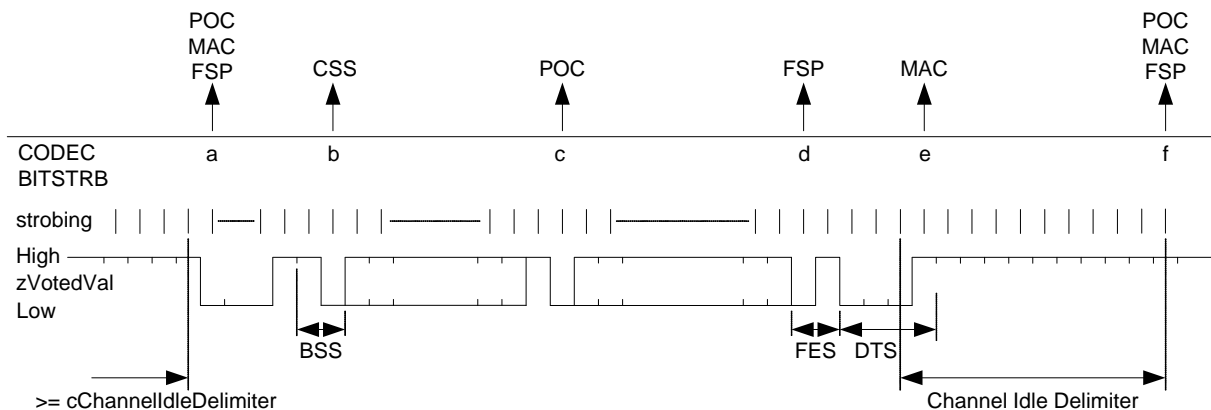 POC
MAC
FSP
CSS
POC
FSP
MAC
POC
MAC
FSP
CODEC
BITSTRB
a
b
c
d
e
f
strobing
High
zVotedVal
Low
BSS
FES
DTS
>= cChannelIdleDelimiter
Channel Idle Delimiter